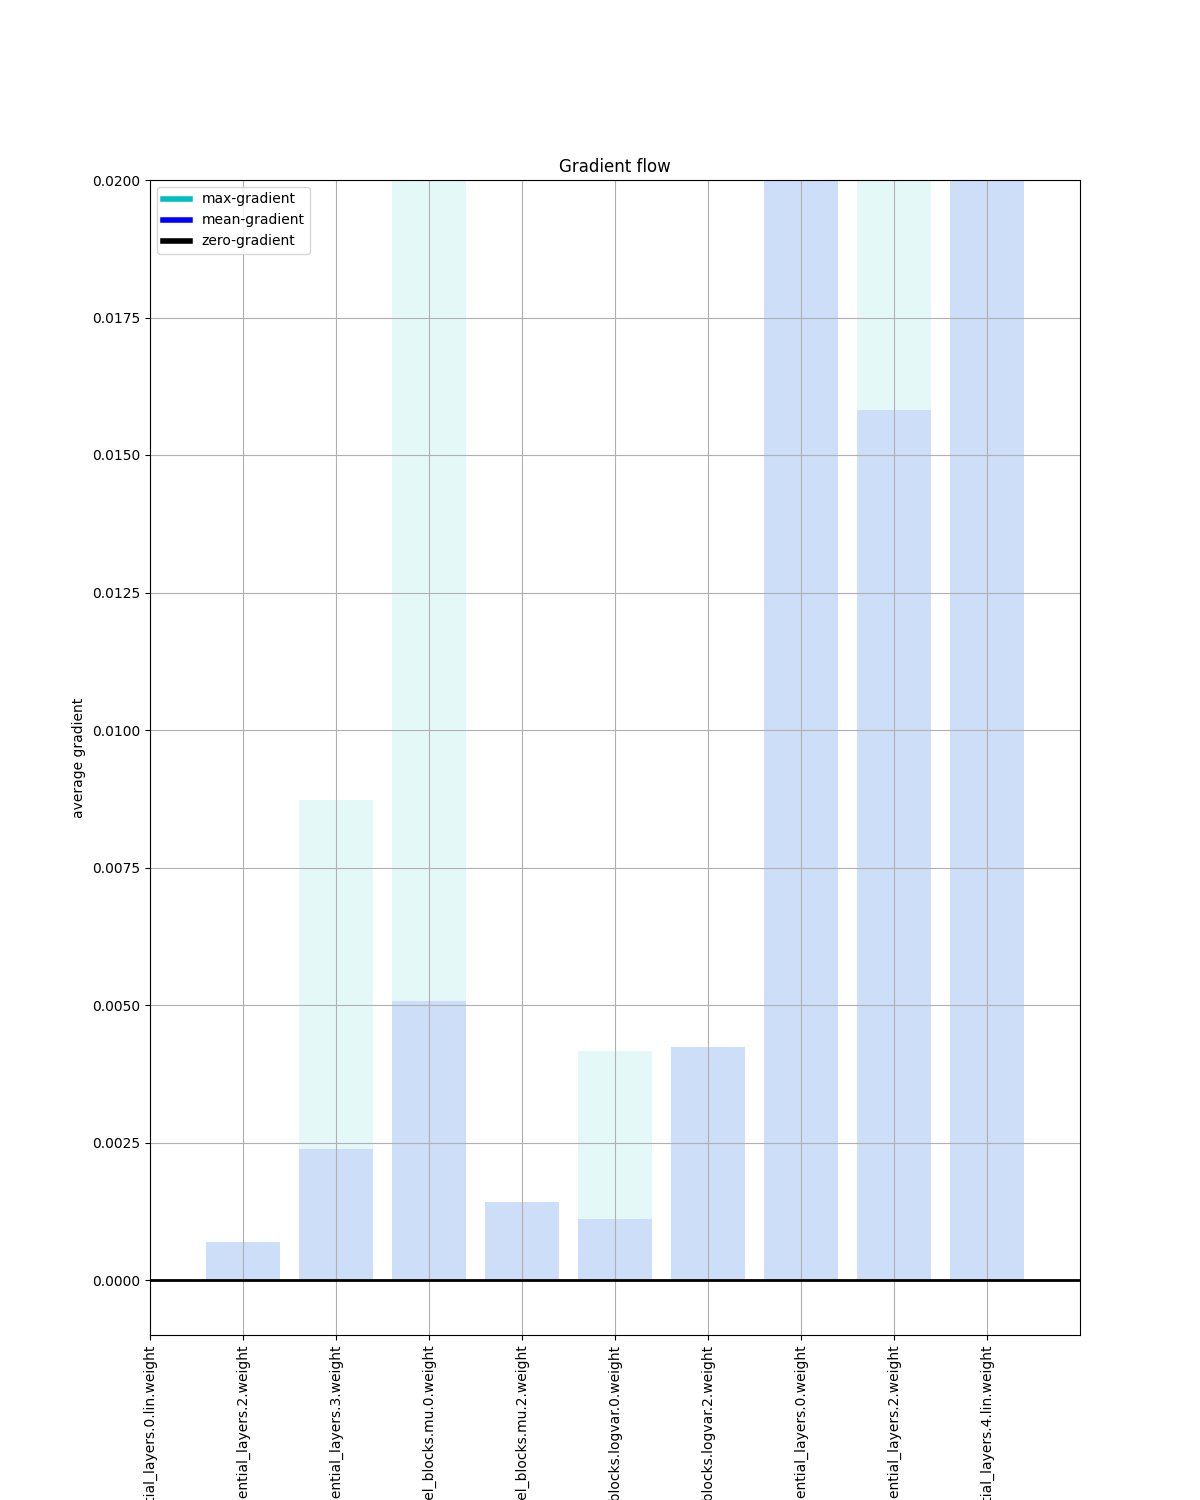 Gradient flow
max-gradient
mean-gradient
zero-gradient
0.0200
0.0175
0.0150
0.0125
0.0100
0.0075
0.0050
0.0025
0.0000
average gradient
tial_layers.0.lin.weight
ential_layers.2.weight
ential_layers.3.weight
el_blocks.mu.0.weight
el_blocks.mu.2.weight
blocks.logvar.0.weight
blocks.logvar.2.weight
ential_layers.0.weight
ential_layers.2.weight
tial_layers.4.lin.weight